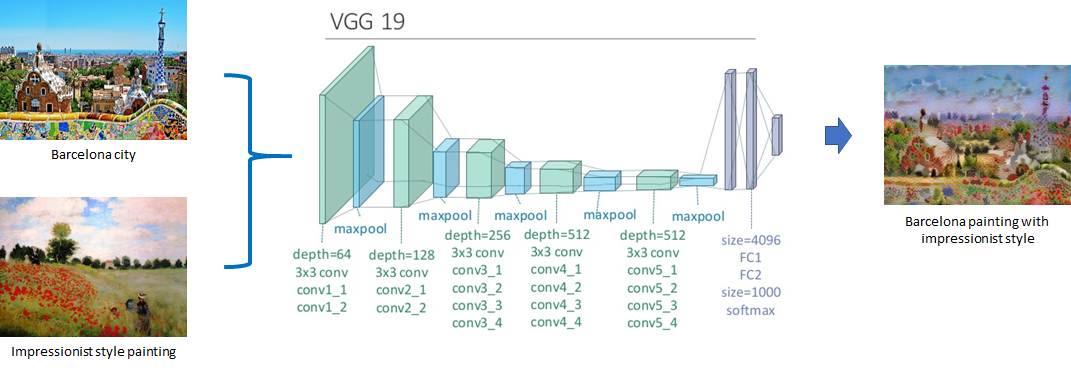 VGG 19
Barcelona city
Impressionist style painting
maxpool
maxpool
maxpool
maxpool
maxpool
depth=64
3x3 conv
conv1_1
conv1_2
depth=128
3x3 conv
conv2_1
conv2_2
depth=256
3x3 conv
conv3_1
conv3_2
conv3_3
conv3_4
depth=512
3x3 conv
conv4_1
conv4_2
conv4_3
conv4_4
depth=512
3x3 conv
conv5_1
conv5_2
conv5_3
conv5_4
size=4096
FC1
FC2
size=1000
softmax
Barcelona painting with
impressionist style